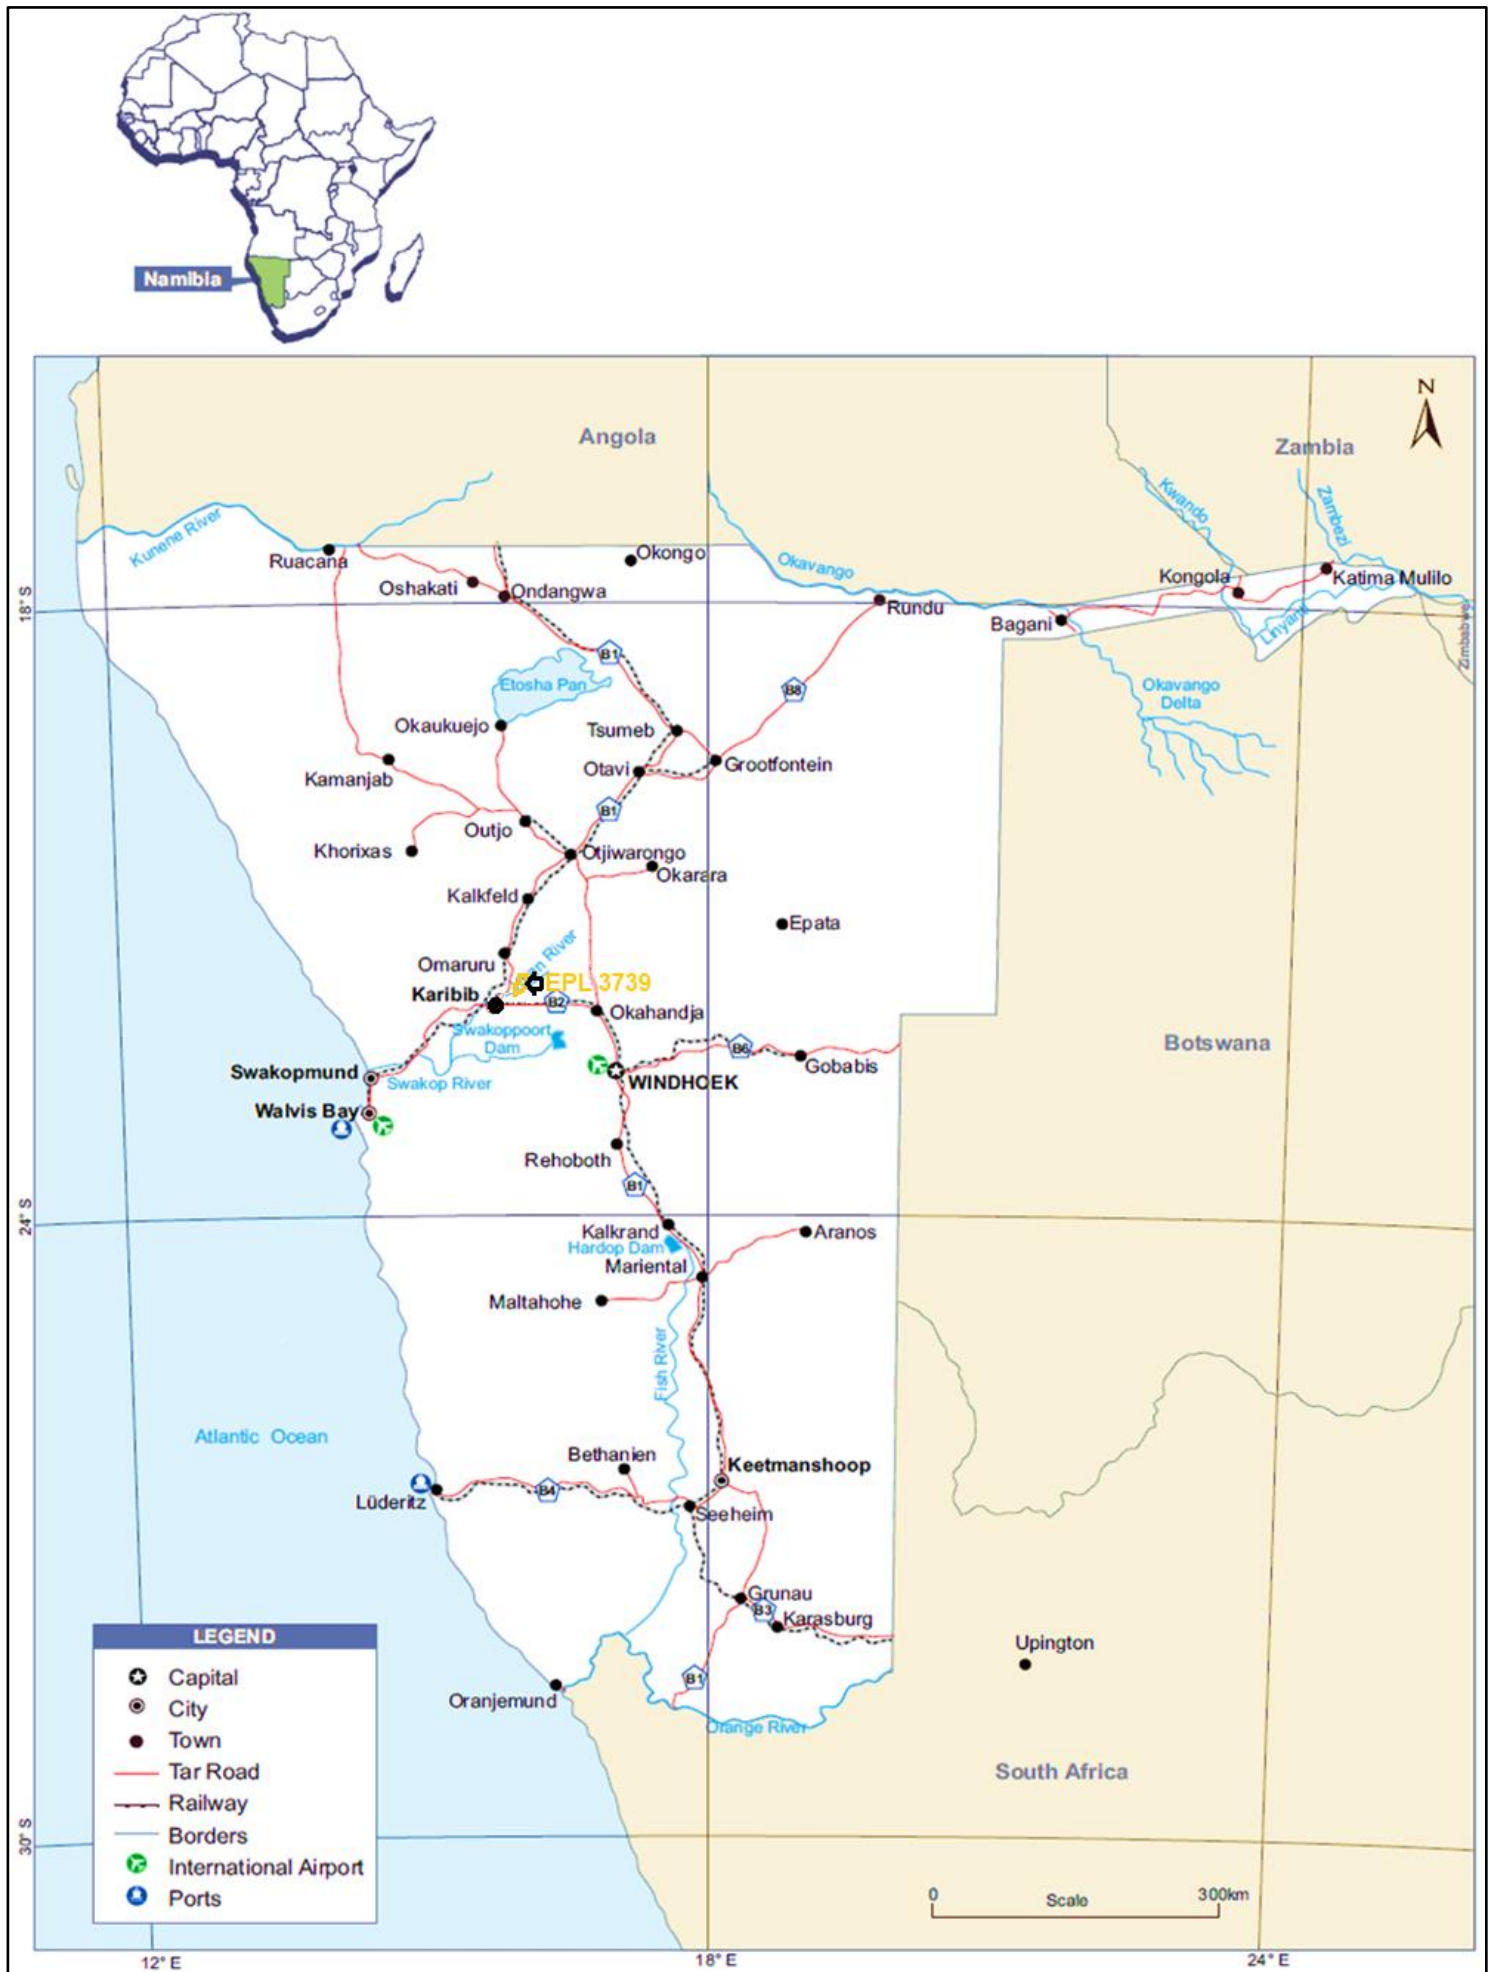 Namibia
N
Angola
Zambia
Kwando
Zambezi
Kunene River
Ruacana
Okongo
Okavango
Oshakati
Ondangwa
Kongola
Katima Mulilo
18° S
Rundu
Bagani
Linyanti
Zimbabwe
B1
Etosha Pan
B8
Okavango
Delta
Okaukuejo
Tsumeb
Otavi
Grootfontein
Kamanjab
B1
Outjo
Khorixas
Otjiwarongo
Okarara
Kalkfeld
Epata
Omaruru
River
EPL 3739
Karibib
B2
Okahandja
Swakoppoort
Dam
B6
Botswana
Gobabis
Swakopmund
Swakop River
WINDHOEK
Walvis Bay
Rehoboth
B1
24° S
Kalkrand
Aranos
Hardop Dam
Mariental
Maltahohe
Fish River
Atlantic Ocean
Bethanien
Keetmanshoop
Lüderitz
B4
Seeheim
Grunau
B3
Karasburg
Upington
B1
Oranjemund
Orange River
South Africa
LEGEND
Capital
City
Town
Tar Road
Railway
Borders
International Airport
Ports
30° S
0
Scale
300km
12° E
18° E
24° E